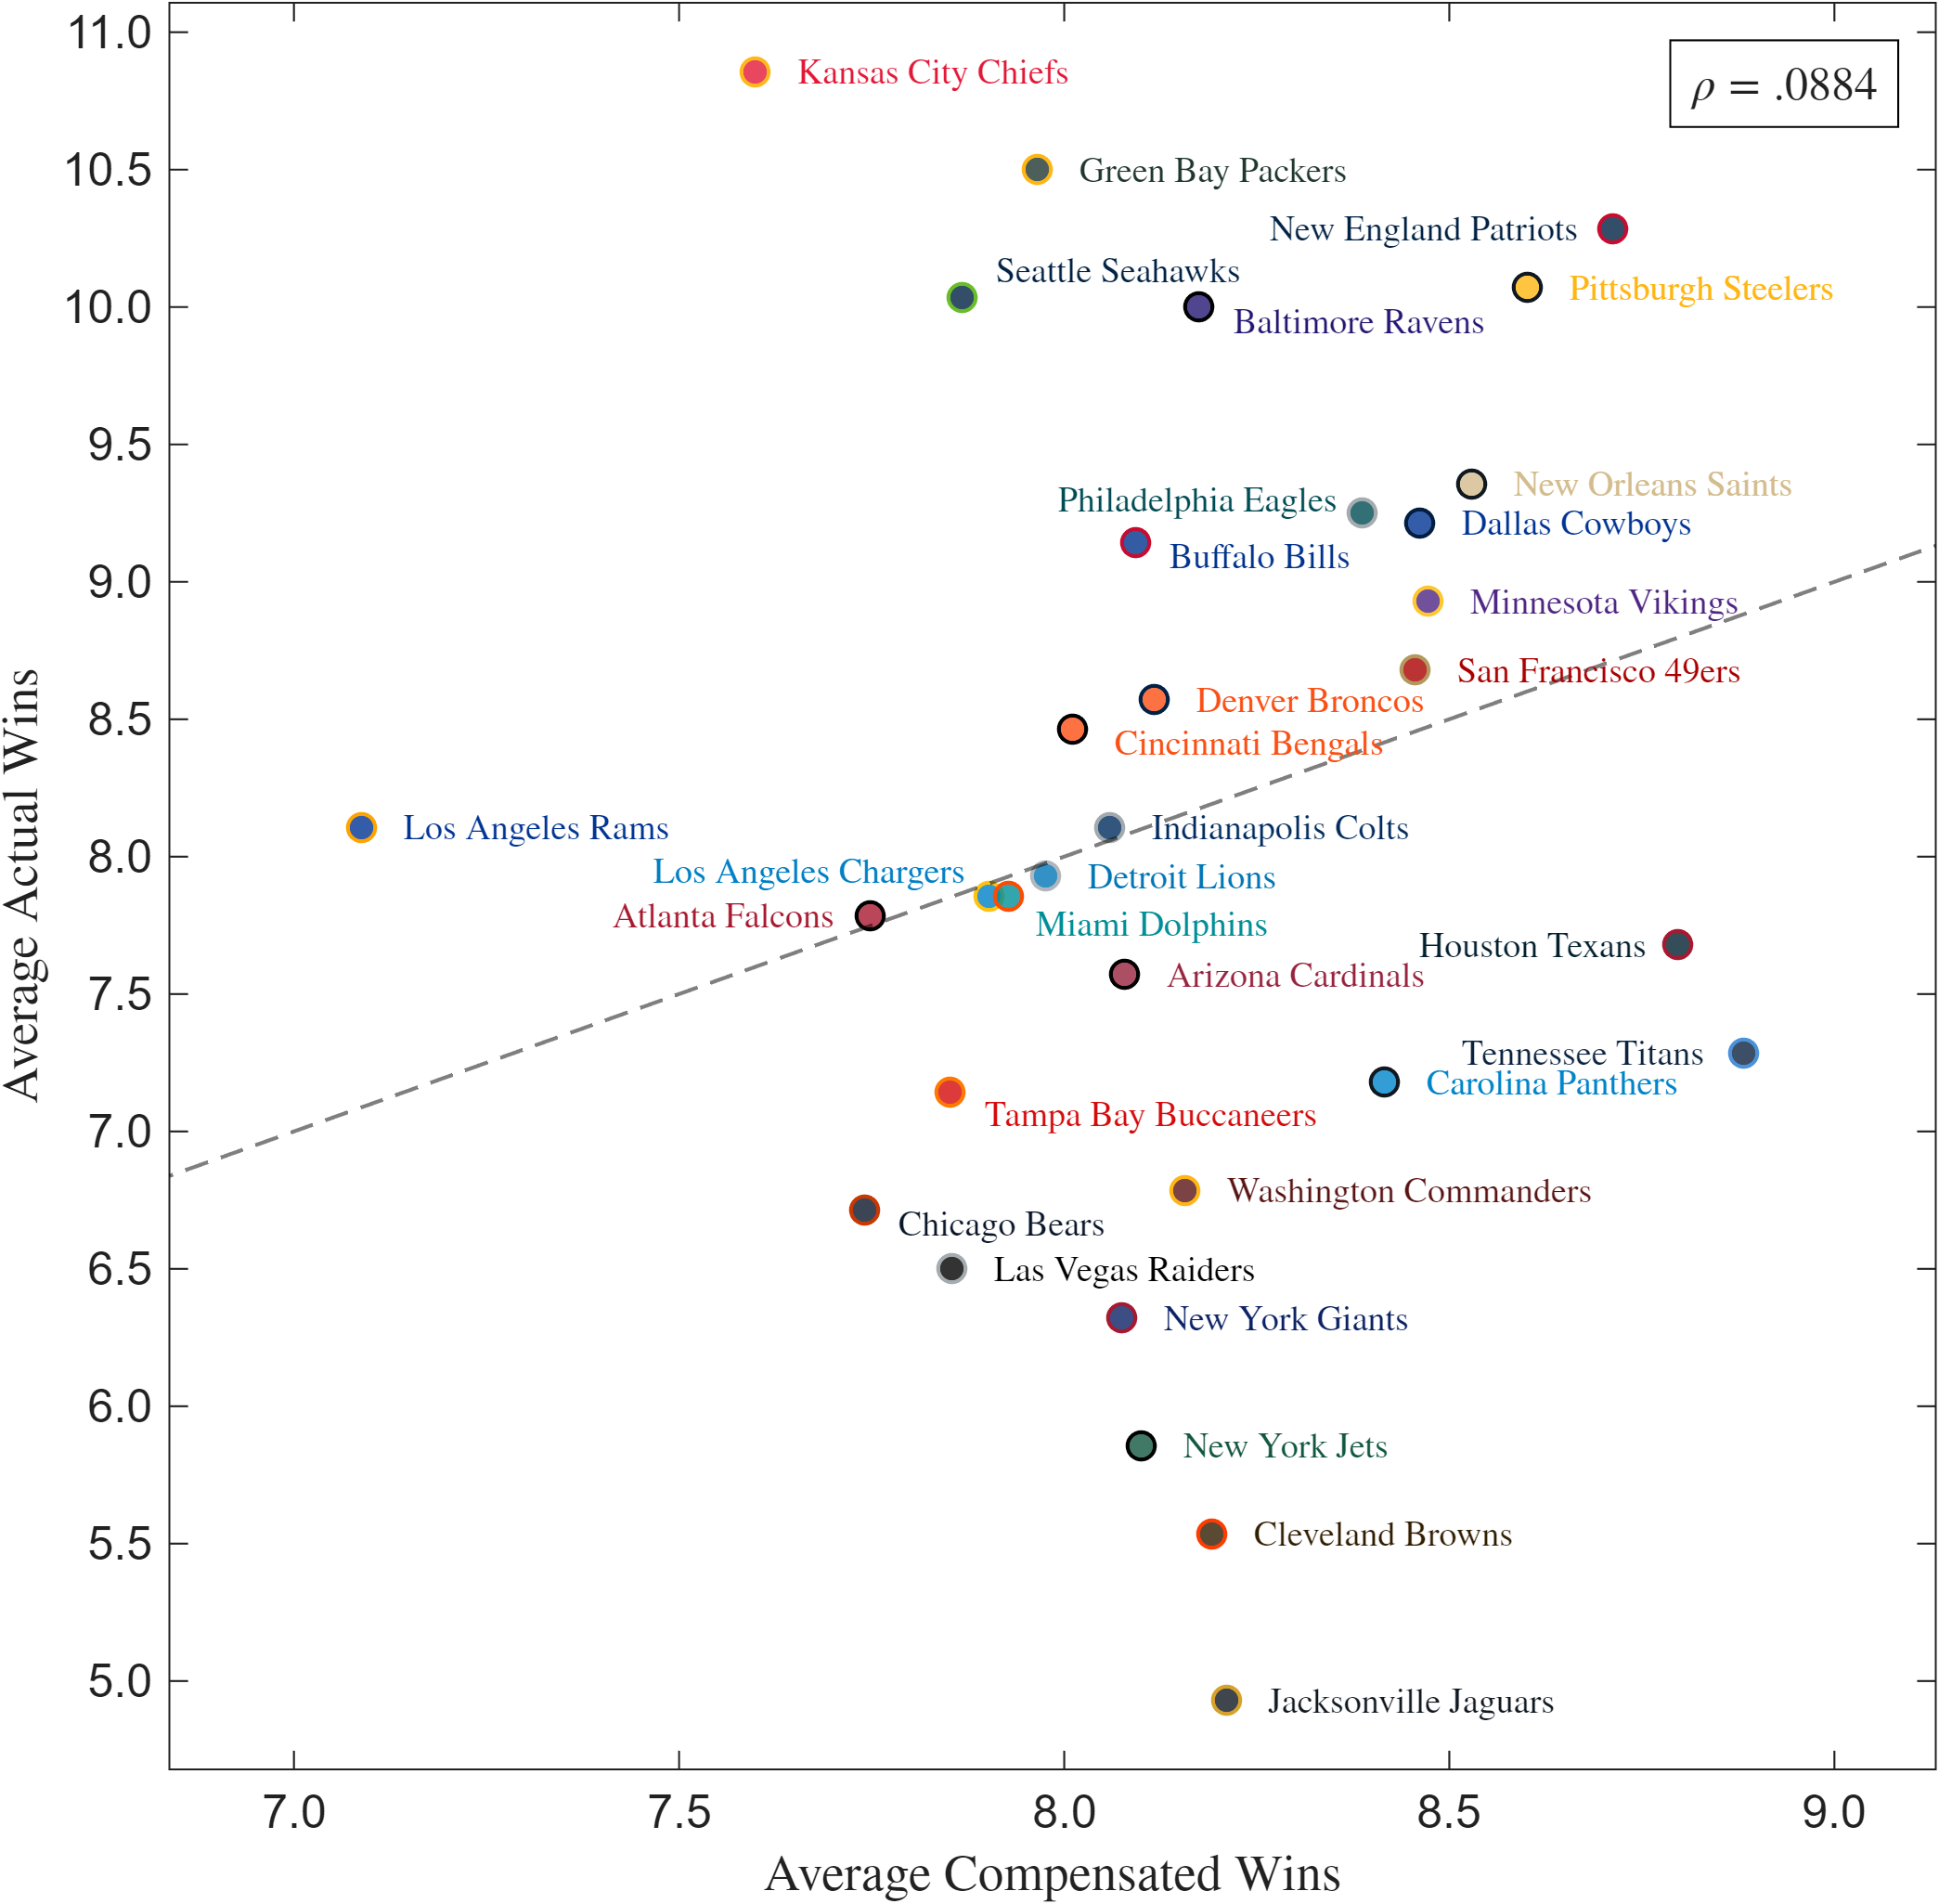 11.0
Kansas City Chiefs
ρ = .0884
10.5
Green Bay Packers
New England Patriots
Seattle Seahawks
Pittsburgh Steelers
10.0
Baltimore Ravens
9.5
New Orleans Saints
Philadelphia Eagles
Dallas Cowboys
Buffalo Bills
9.0
Minnesota Vikings
San Francisco 49ers
Denver Broncos
8.5
Cincinnati Bengals
Los Angeles Rams
Indianapolis Colts
8.0
Los Angeles Chargers
Detroit Lions
Atlanta Falcons
Miami Dolphins
Houston Texans
Arizona Cardinals
7.5
Tennessee Titans
Carolina Panthers
Tampa Bay Buccaneers
7.0
Washington Commanders
Chicago Bears
6.5
Las Vegas Raiders
New York Giants
6.0
New York Jets
5.5
Cleveland Browns
5.0
Jacksonville Jaguars
Average Actual Wins
7.0 7.5 8.0 8.5 9.0
Average Compensated Wins